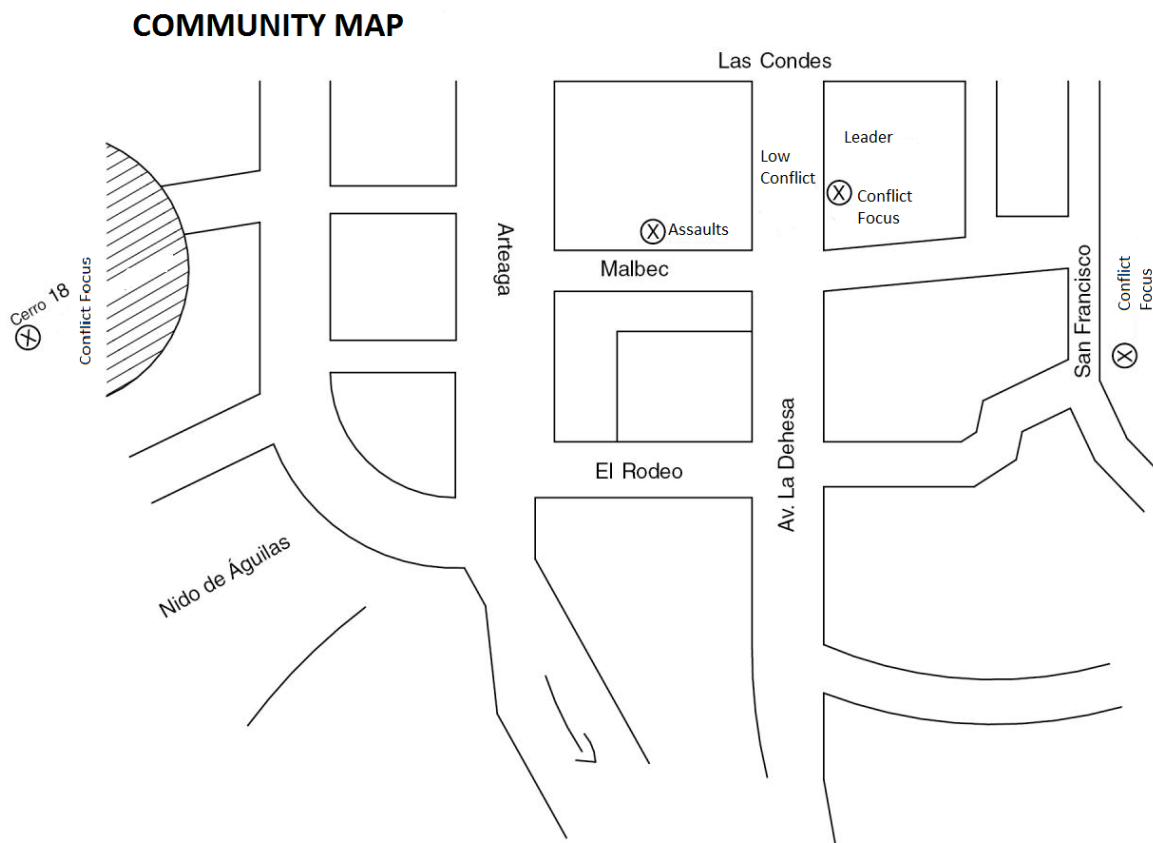 COMMUNITY MAP
Las Condes
Leader
Low
Conflict
X
Conflict
Focus
X
Assaults
Arteaga
Malbec
San Francisco
Conflict
Focus
X
Cerro 18
X
Conflict Focus
Av. La Dehesa
El Rodeo
Nido de Águilas